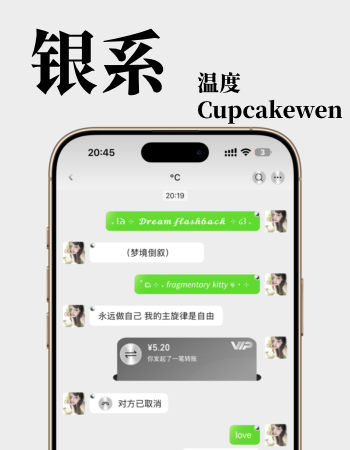 银系
温度
Cupcakewen
20:45
3
°C
20:19
Dream flashback
（梦境倒叙）
fragmentary kitty
永远做自己 我的主旋律是自由
¥5.20
VIP
你发起了一笔转账
对方已取消
love